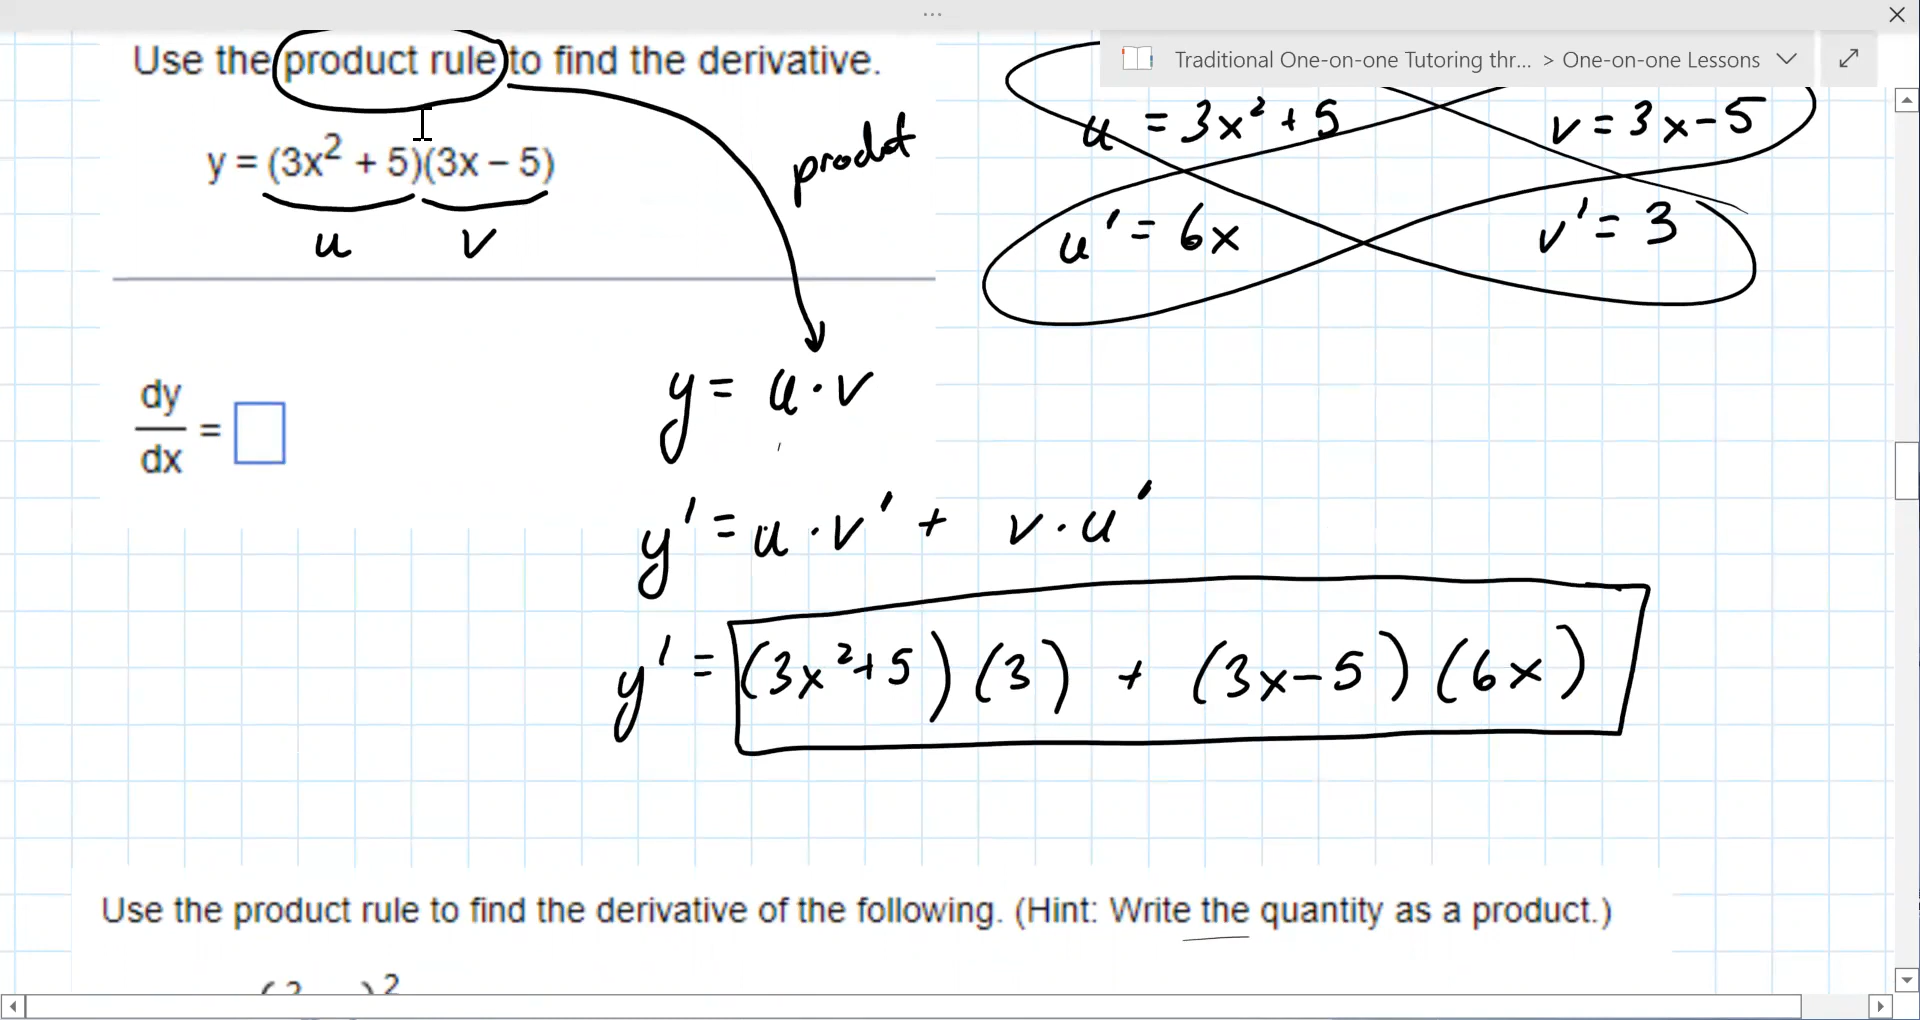 Traditional One-on-one Tutoring thr... > One-on-one Lessons
Use the product rule to find the derivative.
y = (3x² + 5)(3x – 5)
u v
prodct
u = 3x² + 5 v = 3x – 5
u' = 6x v' = 3
dy/dx =
y = u · v
y' = u · v' + v · u'
y' = (3x²+5)(3) + (3x–5)(6x)
Use the product rule to find the derivative of the following. (Hint: Write the quantity as a product.)